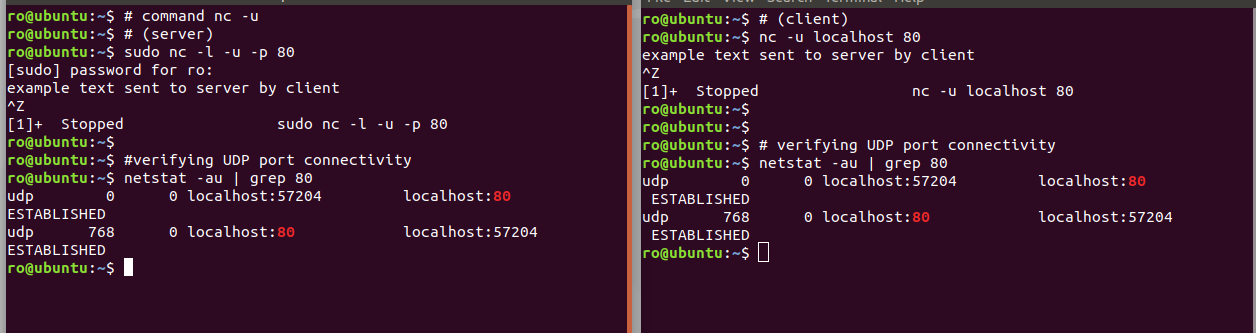 ro@ubuntu:~$ # command nc -u
ro@ubuntu:~$ # (server)
ro@ubuntu:~$ sudo nc -l -u -p 80
[sudo] password for ro:
example text sent to server by client
^Z
[1]+  Stopped                 sudo nc -l -u -p 80
ro@ubuntu:~$
ro@ubuntu:~$ #verifying UDP port connectivity
ro@ubuntu:~$ netstat -au | grep 80
udp        0      0 localhost:57204         localhost:80
ESTABLISHED
udp      768      0 localhost:80            localhost:57204
ESTABLISHED
ro@ubuntu:~$
File Edit View Search Terminal Help
ro@ubuntu:~$ # (client)
ro@ubuntu:~$ nc -u localhost 80
example text sent to server by client
^Z
[1]+  Stopped                 nc -u localhost 80
ro@ubuntu:~$
ro@ubuntu:~$
ro@ubuntu:~$ # verifying UDP port connectivity
ro@ubuntu:~$ netstat -au | grep 80
udp        0      0 localhost:57204         localhost:80
ESTABLISHED
udp      768      0 localhost:80            localhost:57204
ESTABLISHED
ro@ubuntu:~$